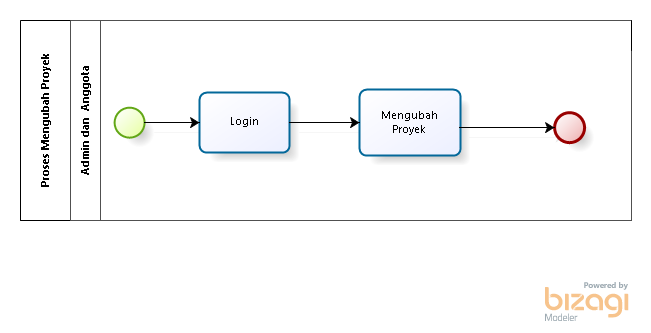 Proses Mengubah Proyek
Admin dan Anggota
Login
Mengubah
Proyek
Powered by
bizagi
Modeler